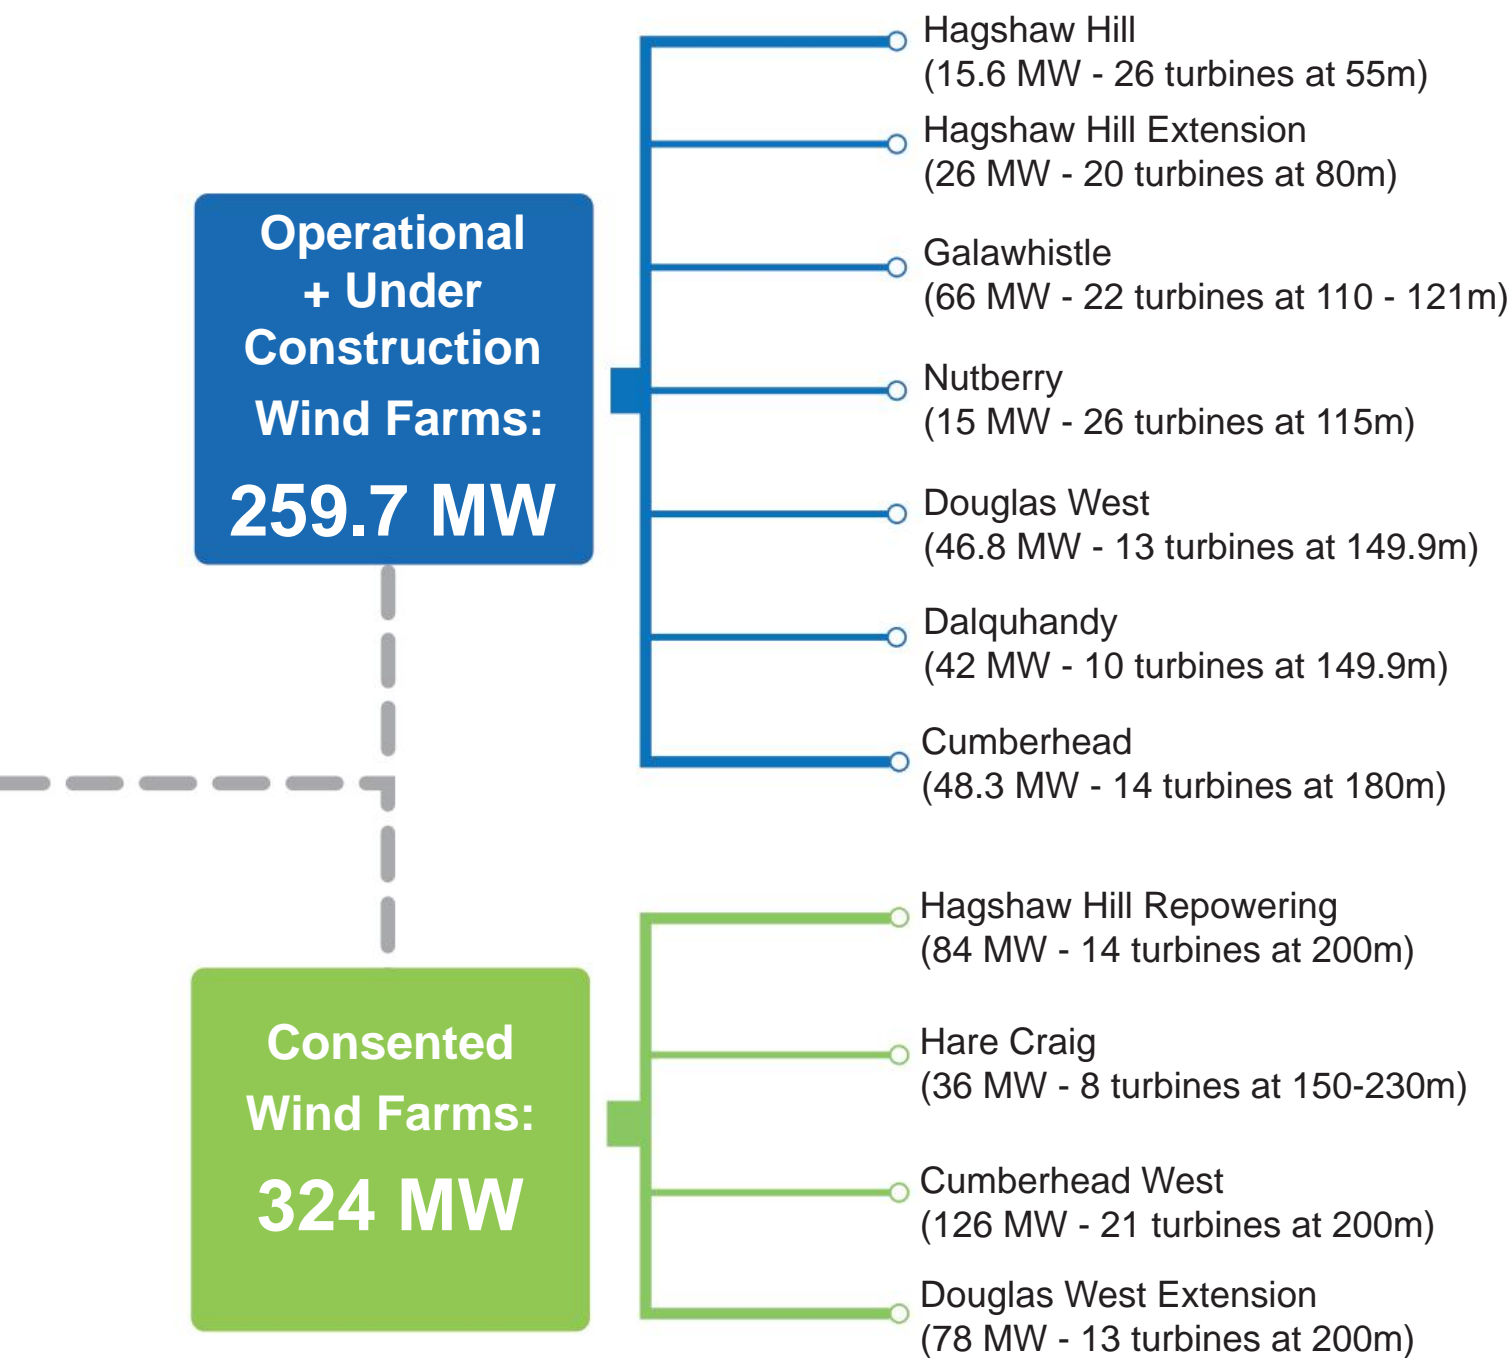 Operational
+ Under
Construction
Wind Farms:
259.7 MW
Hagshaw Hill
(15.6 MW - 26 turbines at 55m)
Hagshaw Hill Extension
(26 MW - 20 turbines at 80m)
Galawhistle
(66 MW - 22 turbines at 110 - 121m)
Nutberry
(15 MW - 26 turbines at 115m)
Douglas West
(46.8 MW - 13 turbines at 149.9m)
Dalquhandy
(42 MW - 10 turbines at 149.9m)
Cumberhead
(48.3 MW - 14 turbines at 180m)
Consented
Wind Farms:
324 MW
Hagshaw Hill Repowering
(84 MW - 14 turbines at 200m)
Hare Craig
(36 MW - 8 turbines at 150-230m)
Cumberhead West
(126 MW - 21 turbines at 200m)
Douglas West Extension
(78 MW - 13 turbines at 200m)